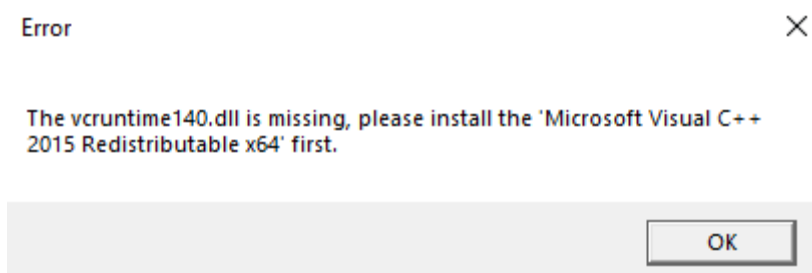 Error
The vcruntime140.dll is missing, please install the 'Microsoft Visual C++
2015 Redistributable x64' first.
OK